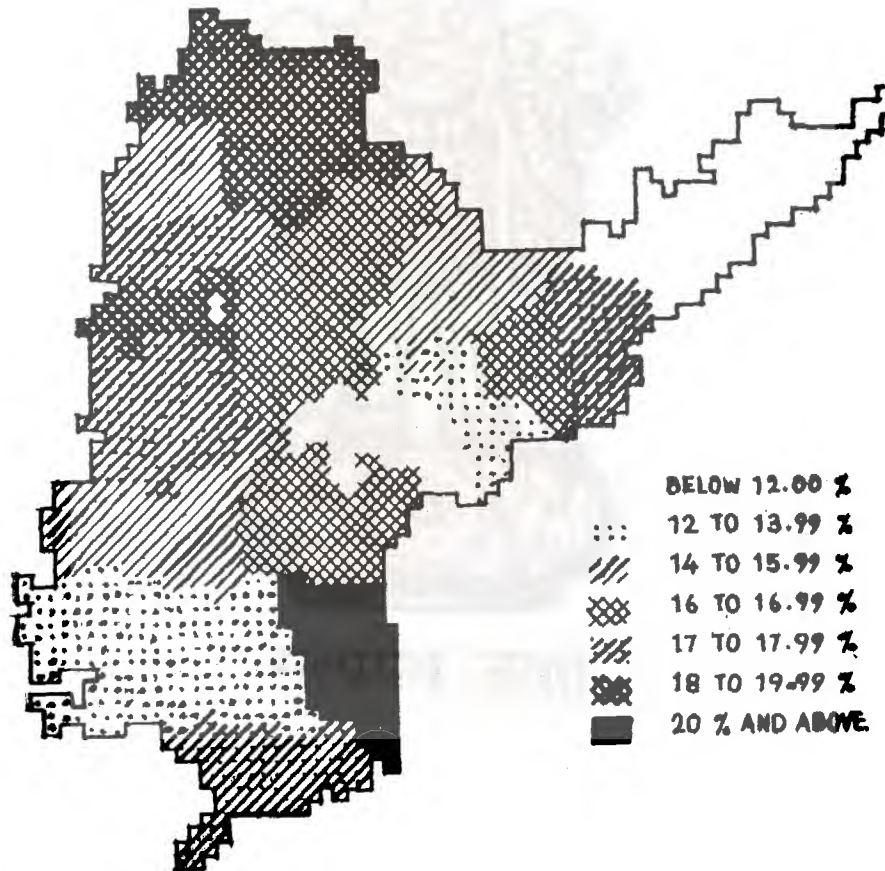 BELOW 12.00 %
12 TO 13.99 %
14 TO 15.99 %
16 TO 16.99 %
17 TO 17.99 %
18 TO 19.99 %
20 % AND ABOVE.